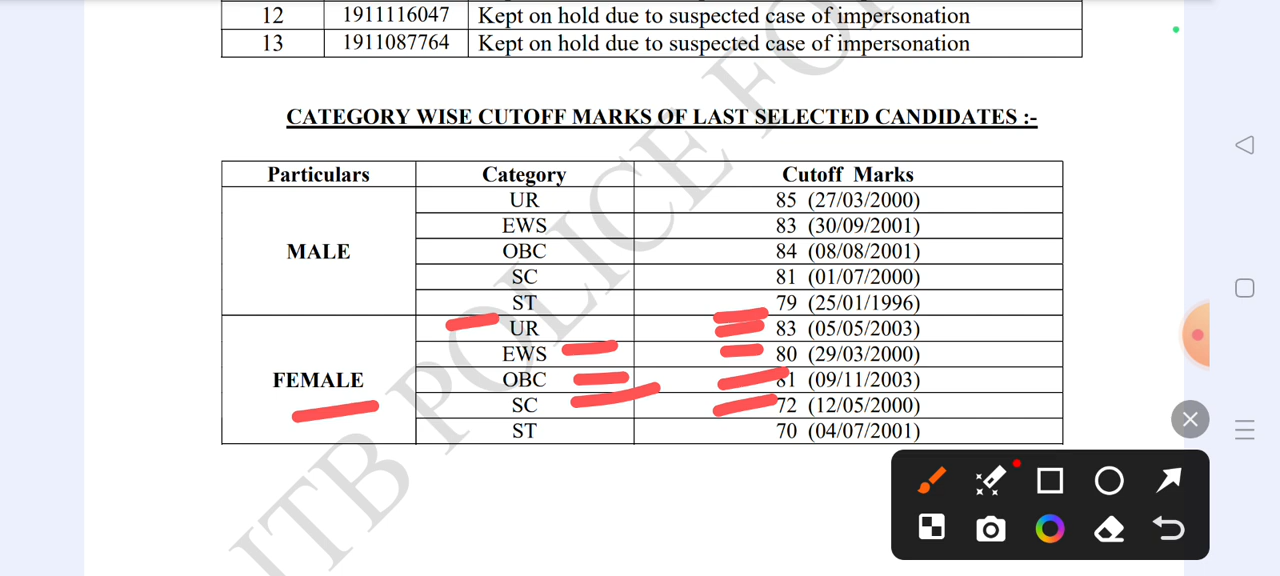 12 1911116047 Kept on hold due to suspected case of impersonation
13 1911087764 Kept on hold due to suspected case of impersonation
CATEGORY WISE CUTOFF MARKS OF LAST SELECTED CANDIDATES :-
Particulars Category Cutoff Marks
MALE UR 85 (27/03/2000)
EWS 83 (30/09/2001)
OBC 84 (08/08/2001)
SC 81 (01/07/2000)
ST 79 (25/01/1996)
FEMALE UR 83 (05/05/2003)
EWS 80 (29/03/2000)
OBC 81 (09/11/2003)
SC 72 (12/05/2000)
ST 70 (04/07/2001)
POLICE